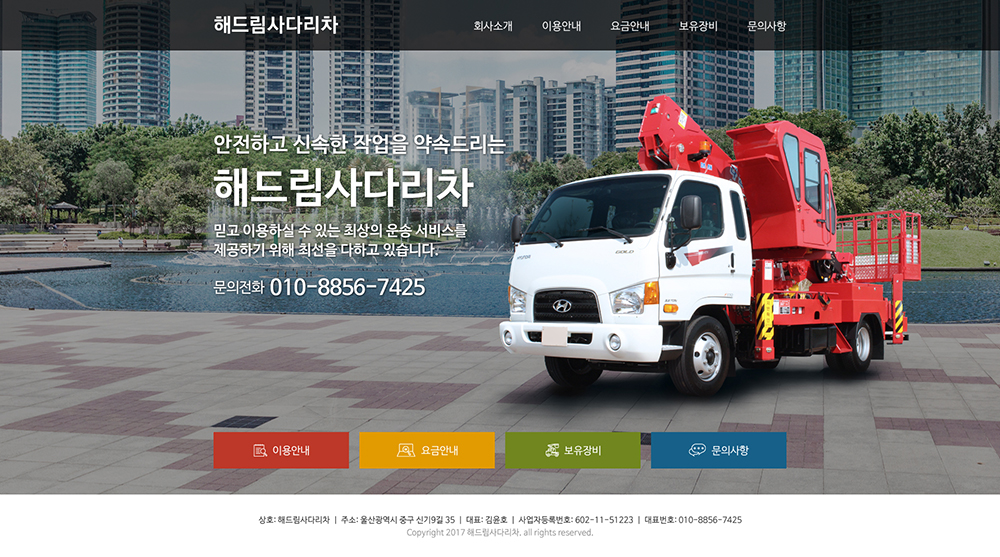 해드림사다리차
회사소개 이용안내 요금안내 보유장비 문의사항
안전하고 신속한 작업을 약속드리는
해드림사다리차
믿고 이용하실 수 있는 최상의 운송 서비스를
제공하기 위해 최선을 다하고 있습니다.
문의전화 010-8856-7425
HYUNDAI
GOLD
이용안내 요금안내 보유장비 문의사항
상호: 해드림사다리차 | 주소: 울산광역시 중구 신기9길 35 | 대표: 김윤호 | 사업자등록번호: 602-11-51223 | 대표번호: 010-8856-7425
Copyright 2017 해드림사다리차. all rights reserved.